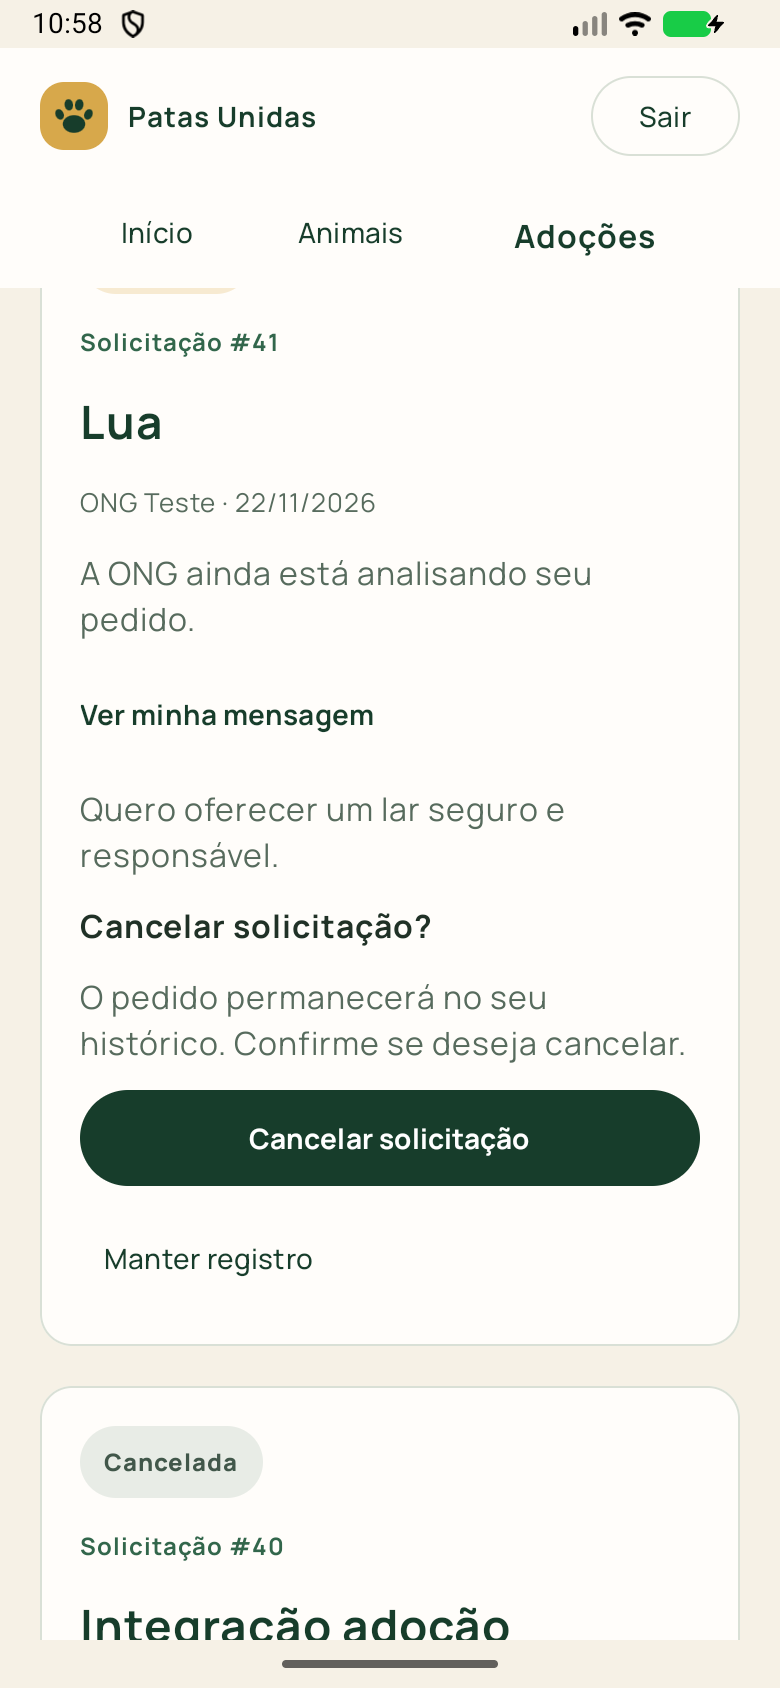 10:58
Patas Unidas
Sair
Início
Animais
Adoções
Solicitação #41
Lua
ONG Teste · 22/11/2026
A ONG ainda está analisando seu
pedido.
Ver minha mensagem
Quero oferecer um lar seguro e
responsável.
Cancelar solicitação?
O pedido permanecerá no seu
histórico. Confirme se deseja cancelar.
Cancelar solicitação
Manter registro
Cancelada
Solicitação #40
Integração adoção